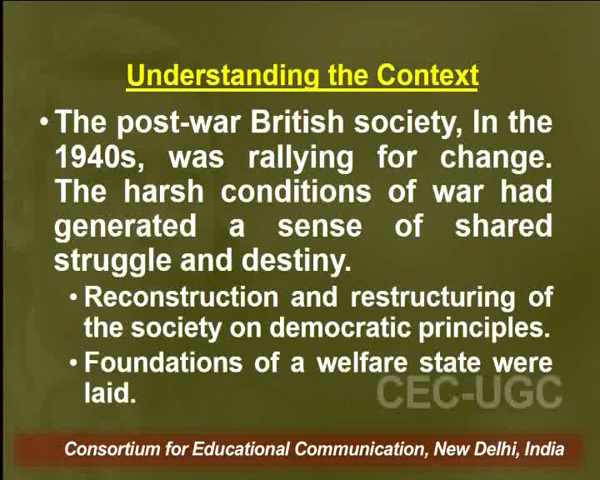 Understanding the Context
• The post-war British society, In the
1940s, was rallying for change.
The harsh conditions of war had
generated a sense of shared
struggle and destiny.
• Reconstruction and restructuring of
the society on democratic principles.
• Foundations of a welfare state were
laid.
CEC-UGC
Consortium for Educational Communication, New Delhi, India